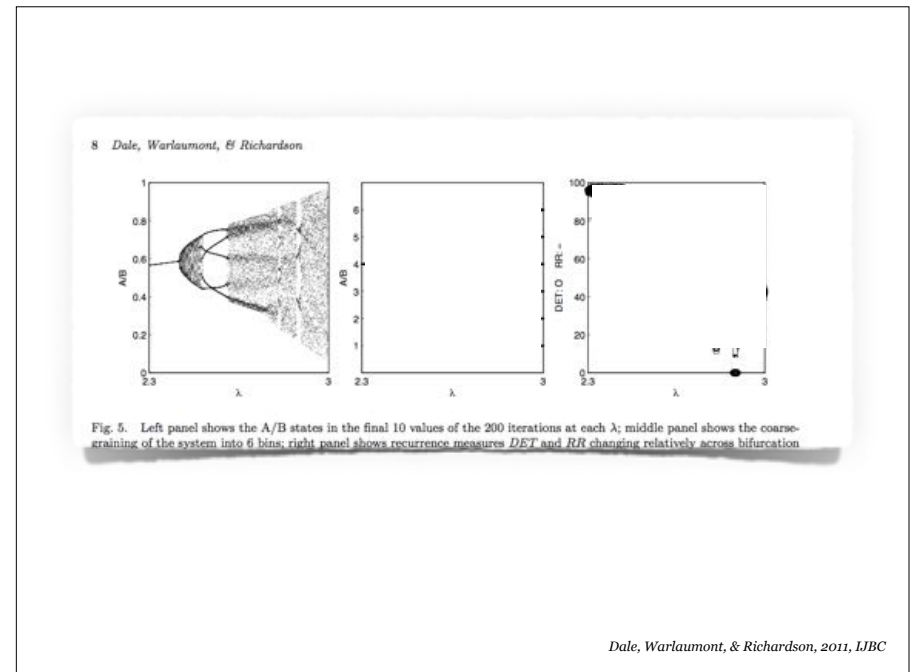 8 Dale, Warlaumont, & Richardson
1
0.8
0.6
0.4
0.2
0
A/B
2.3
3
λ
6
5
4
3
2
1
A/B
2.3
3
λ
100
80
60
40
20
0
DET: O RR: -
2.3
3
λ
Fig. 5. Left panel shows the A/B states in the final 10 values of the 200 iterations at each λ; middle panel shows the coarse-
graining of the system into 6 bins; right panel shows recurrence measures DET and RR changing relatively across bifurcation
Dale, Warlaumont, & Richardson, 2011, IJBC